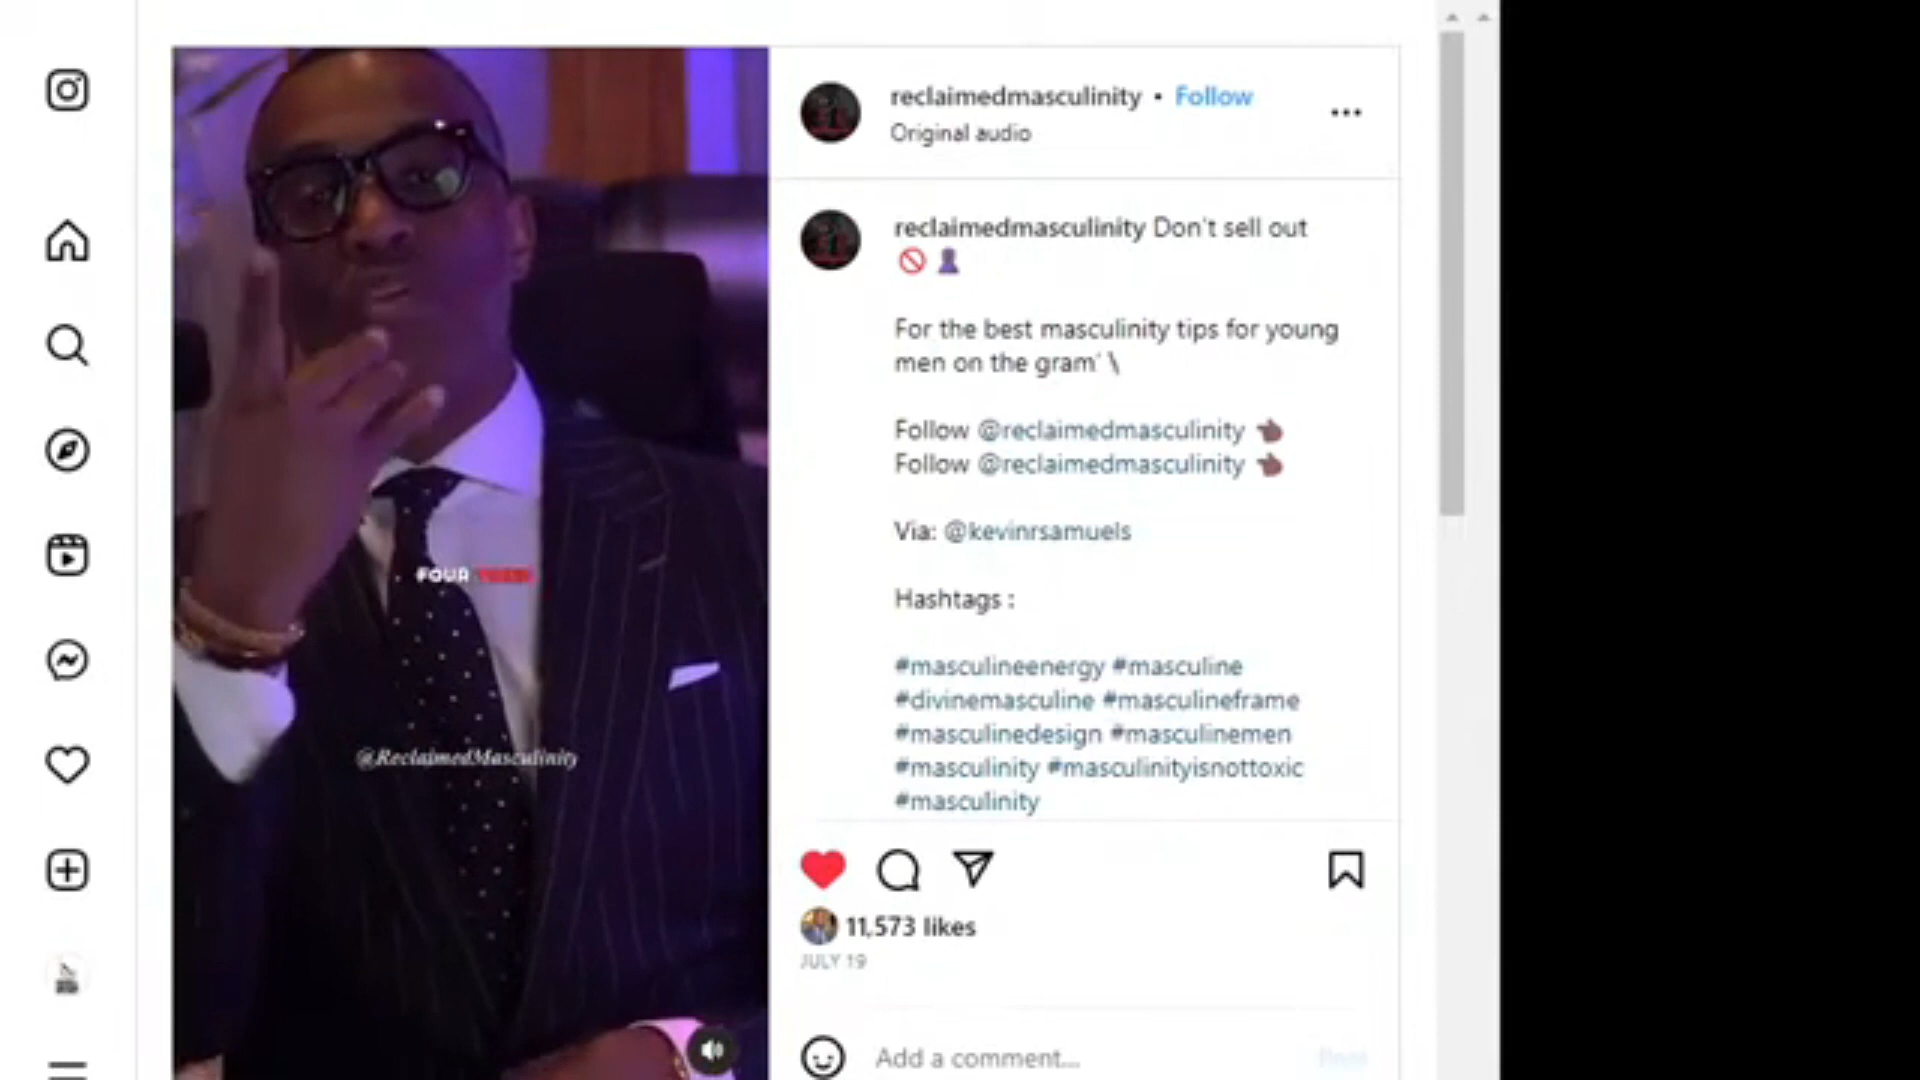 FOUR
@ReclaimedMasculinity
reclaimedmasculinity • Follow
Original audio
reclaimedmasculinity Don't sell out
For the best masculinity tips for young
men on the gram' \
Follow @reclaimedmasculinity
Follow @reclaimedmasculinity
Via: @kevinrsamuels
Hashtags :
#masculineenergy #masculine
#divinemasculine #masculineframe
#masculinedesign #masculinemen
#masculinity #masculinityisnottoxic
#masculinity
11,573 likes
JULY 19
Add a comment...
Post